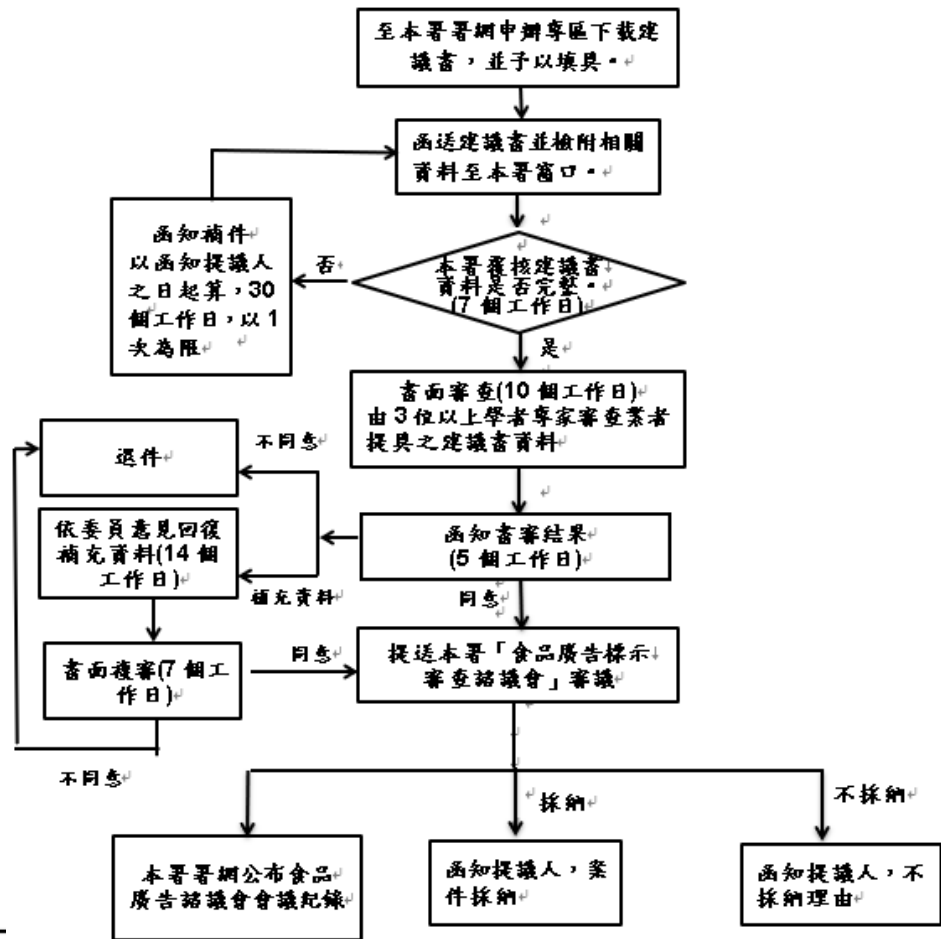 至本署署網申辦專區下載建
議書，並予以填具。
函送建議書並檢附相關
資料至本署窗口。
函知補件
以函知提議人
之日起算，30
個工作日，以1
次為限
否
本署覆核建議書
資料是否完整。
(7 個工作日)
是
書面審查(10 個工作日)
由 3 位以上學者專家審查業者
提具之建議書資料
不同意
退件
依委員意見回復
補充資料(14 個
工作日)
函知書審結果
(5 個工作日)
補充資料
同意
書面複審(7 個工
作日)
同意
提送本署「食品廣告標示
審查諮議會」審議
不同意
採納
不採納
本署署網公布食品
廣告諮議會會議紀錄
函知提議人，案
件採納
函知提議人，不
採納理由